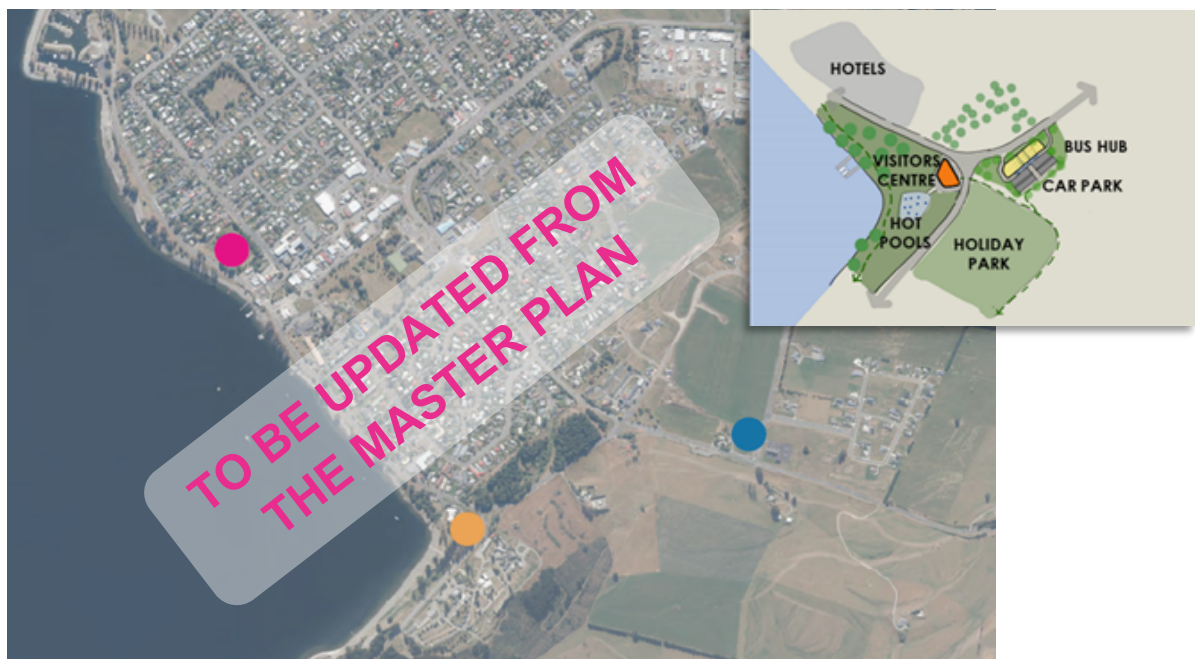 TO BE UPDATED FROM
THE MASTER PLAN
HOTELS
VISITORS
CENTRE
BUS HUB
CAR PARK
HOT
POOLS
HOLIDAY
PARK